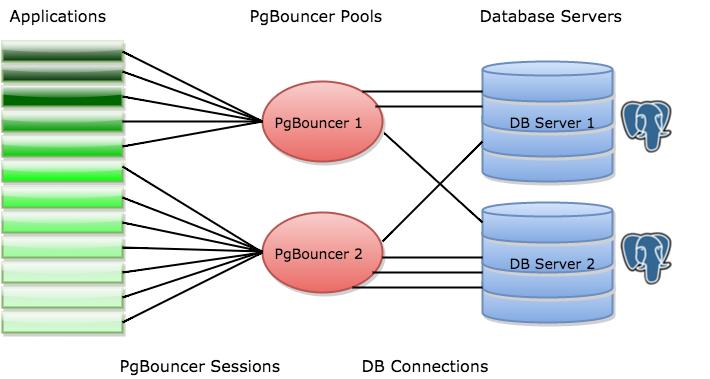 Applications PgBouncer Pools Database Servers
PgBouncer 1 DB Server 1
PgBouncer 2 DB Server 2
PgBouncer Sessions DB Connections